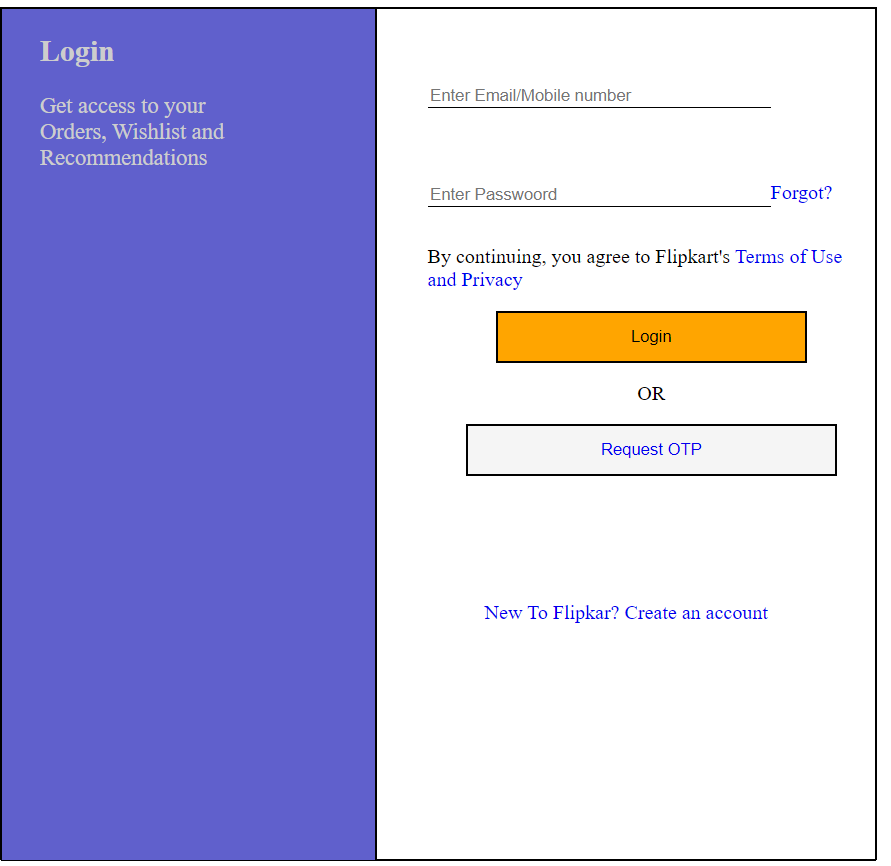 Login
Get access to your
Orders, Wishlist and
Recommendations
Enter Email/Mobile number
Enter Passwoord
Forgot?
By continuing, you agree to Flipkart's Terms of Use
and Privacy
Login
OR
Request OTP
New To Flipkar? Create an account